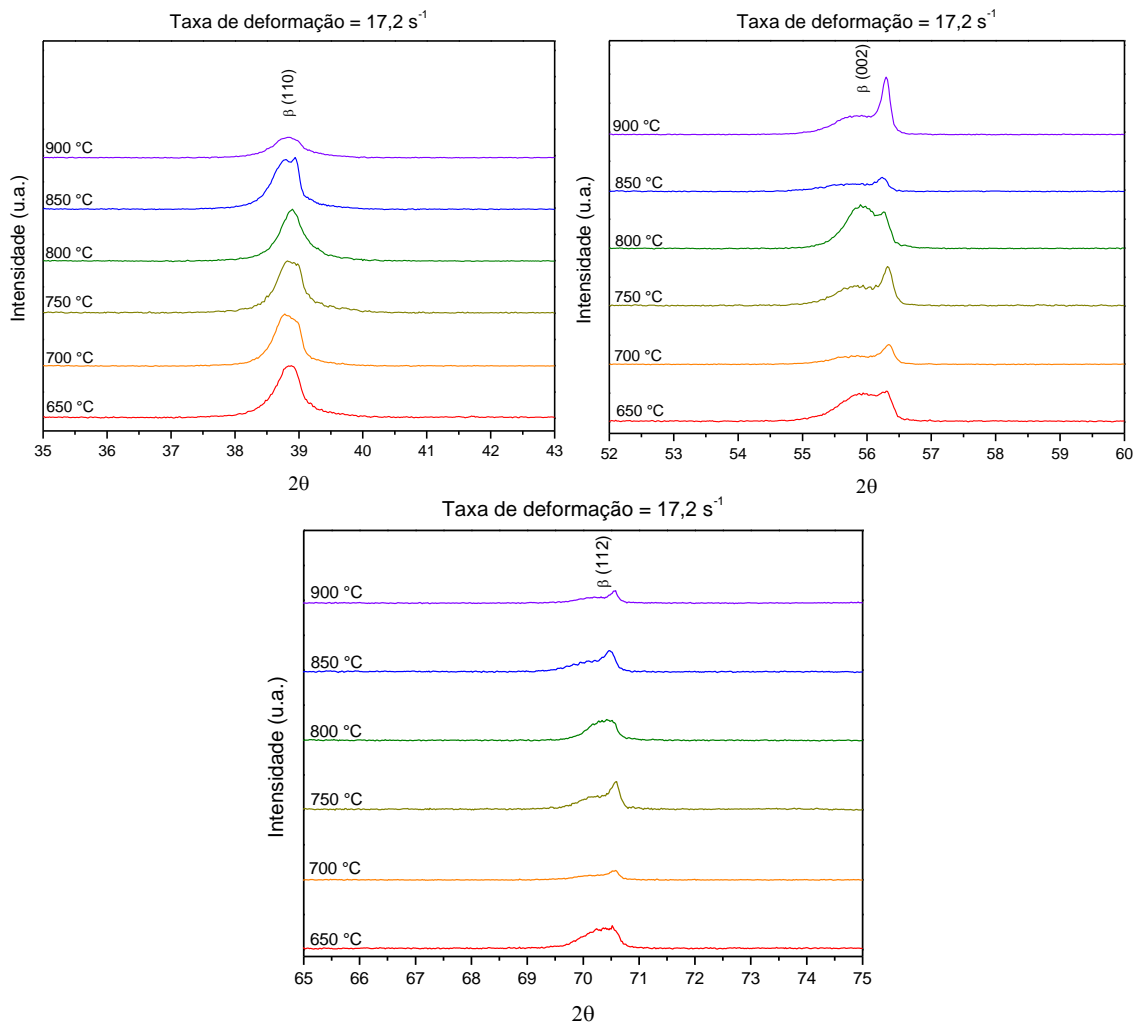 Taxa de deformação = 17,2 s⁻¹
β (110)
Intensidade (u.a.)
900 °C
850 °C
800 °C
750 °C
700 °C
650 °C
35 36 37 38 39 40 41 42 43
2θ
Taxa de deformação = 17,2 s⁻¹
β (002)
Intensidade (u.a.)
900 °C
850 °C
800 °C
750 °C
700 °C
650 °C
52 53 54 55 56 57 58 59 60
2θ
Taxa de deformação = 17,2 s⁻¹
β (112)
Intensidade (u.a.)
900 °C
850 °C
800 °C
750 °C
700 °C
650 °C
65 66 67 68 69 70 71 72 73 74 75
2θ